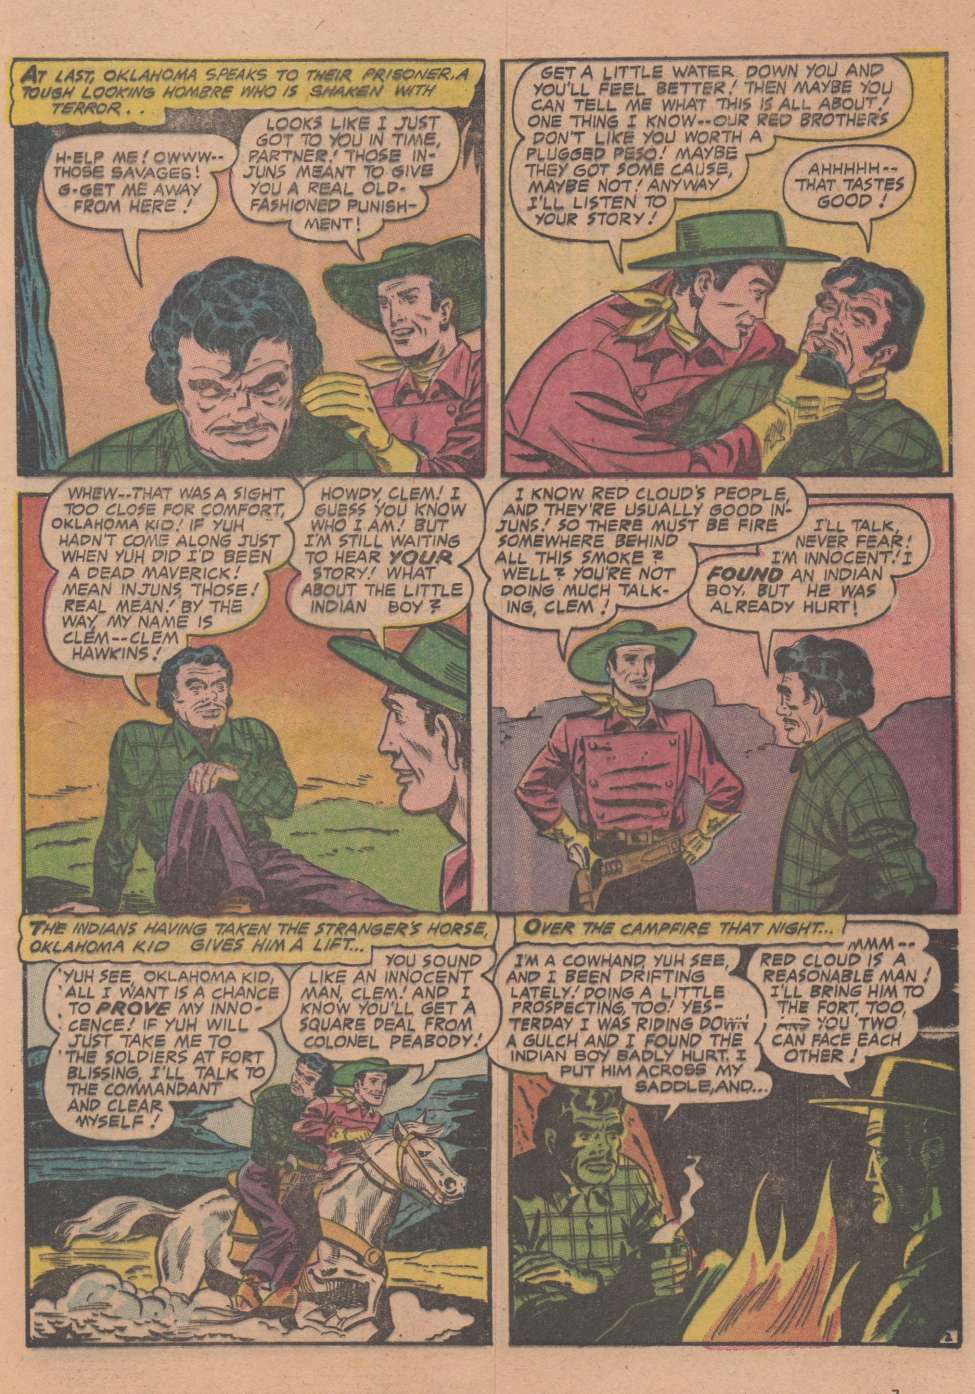 AT LAST, OKLAHOMA SPEAKS TO THEIR PRISONER, A
TOUGH LOOKING HOMBRE WHO IS SHAKEN WITH
TERROR...
H-ELP ME! OWWW--
THOSE SAVAGES!
G-GET ME AWAY
FROM HERE!
LOOKS LIKE I JUST
GOT TO YOU IN TIME,
PARTNER! THOSE IN-
JUNS MEANT TO GIVE
YOU A REAL OLD-
FASHIONED PUNISH-
MENT!
GET A LITTLE WATER DOWN YOU AND
YOU'LL FEEL BETTER! THEN MAYBE YOU
CAN TELL ME WHAT THIS IS ALL ABOUT!
ONE THING I KNOW--OUR RED BROTHERS
DON'T LIKE YOU WORTH A
PLUGGED PESO! MAYBE
THEY GOT SOME CAUSE,
MAYBE NOT! ANYWAY
I'LL LISTEN TO
YOUR STORY!
AHHHHH--
THAT TASTES
GOOD!
WHEW--THAT WAS A SIGHT
TOO CLOSE FOR COMFORT,
OKLAHOMA KID! IF YUH
HADN'T COME ALONG JUST
WHEN YUH DID I'D BEEN
A DEAD MAVERICK!
MEAN INJUNS, THOSE!
REAL MEAN! BY THE
WAY, MY NAME IS
CLEM--CLEM
HAWKINS!
HOWDY, CLEM! I
GUESS YOU KNOW
WHO I AM! BUT
I'M STILL WAITING
TO HEAR YOUR
STORY! WHAT
ABOUT THE LITTLE
INDIAN BOY?
I KNOW RED CLOUD'S PEOPLE,
AND THEY'RE USUALLY GOOD IN-
JUNS! SO THERE MUST BE FIRE
SOMEWHERE BEHIND
ALL THIS SMOKE?
WELL? YOU'RE NOT
DOING MUCH TALK-
ING, CLEM!
I'LL TALK,
NEVER FEAR!
I'M INNOCENT! I
FOUND AN INDIAN
BOY, BUT HE WAS
ALREADY HURT!
THE INDIANS HAVING TAKEN THE STRANGER'S HORSE,
OKLAHOMA KID GIVES HIM A LIFT...
YUH SEE, OKLAHOMA KID,
ALL I WANT IS A CHANCE
TO PROVE MY INNO-
CENCE! IF YUH WILL
JUST TAKE ME TO
THE SOLDIERS AT FORT
BLISSING, I'LL TALK TO
THE COMMANDANT
AND CLEAR
MYSELF!
YOU SOUND
LIKE AN INNOCENT
MAN, CLEM! AND I
KNOW YOU'LL GET A
SQUARE DEAL FROM
COLONEL PEABODY!
OVER THE CAMPFIRE THAT NIGHT...
I'M A COWHAND, YUH SEE,
AND I BEEN DRIFTING
LATELY! DOING A LITTLE
PROSPECTING, TOO! YES-
TERDAY I WAS RIDING DOWN
A GULCH AND I FOUND THE
INDIAN BOY BADLY HURT. I
PUT HIM ACROSS MY
SADDLE, AND...
MMM--
RED CLOUD IS A
REASONABLE MAN!
I'LL BRING HIM TO
THE FORT, TOO,
AND YOU TWO
CAN FACE EACH
OTHER!
2